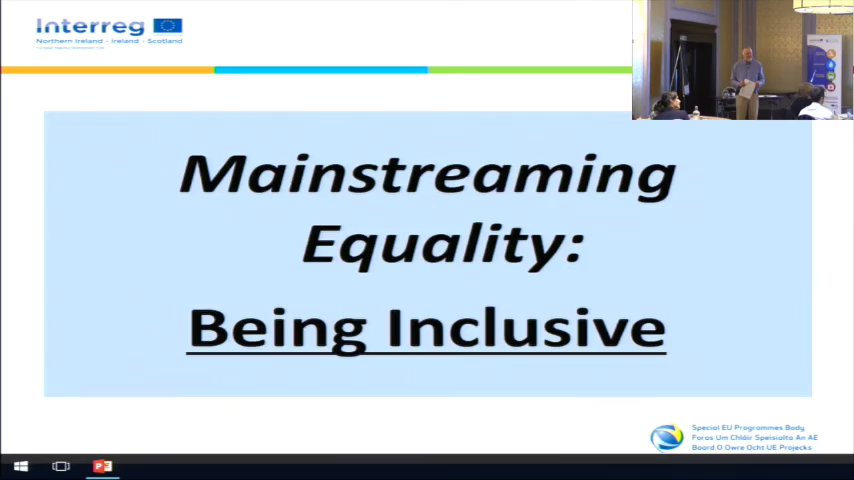 Interreg
Northern Ireland - Ireland - Scotland
Mainstreaming
Equality:
Being Inclusive
Special EU Programmes Body
Foras Um Chláir Speisialta An AE
Boord O Owre Ocht UE Projecks